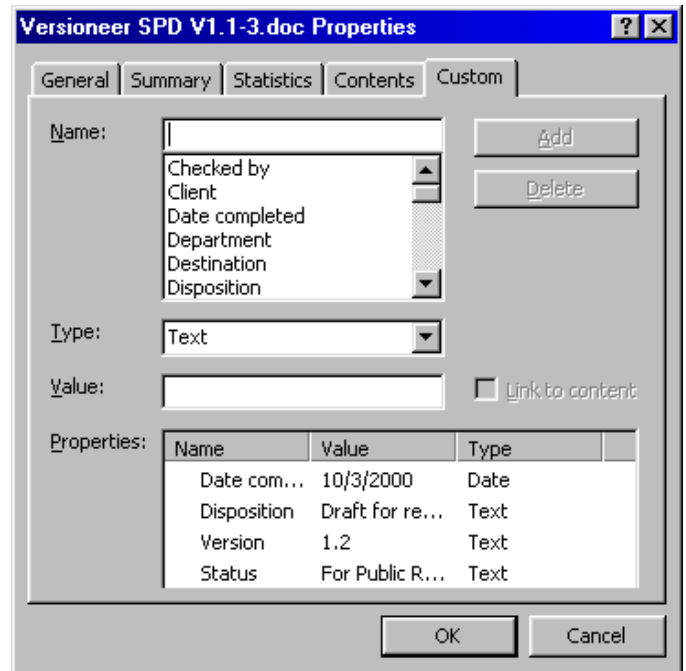 Versioneer SPD V1.1-3.doc Properties
General Summary Statistics Contents Custom
Name:
Add
Checked by
Client
Date completed
Department
Destination
Disposition
Delete
Type: Text
Value: Link to content
Properties: Name Value Type
Date com... 10/3/2000 Date
Disposition Draft for re... Text
Version 1.2 Text
Status For Public R... Text
OK Cancel